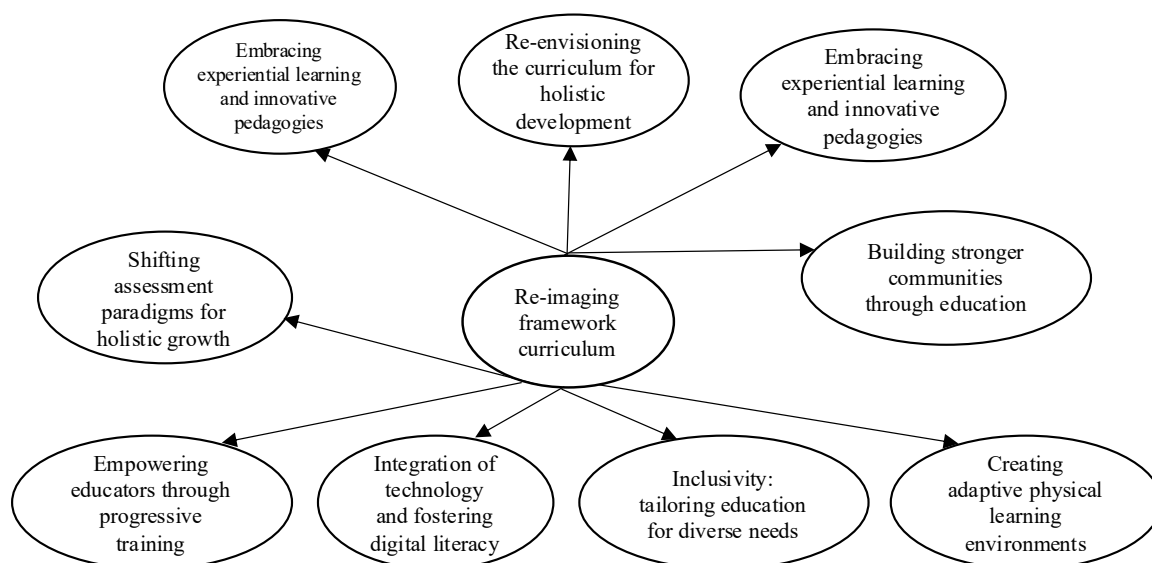 Embracing
experiential learning
and innovative
pedagogies
Re-envisioning
the curriculum for
holistic
development
Embracing
experiential learning
and innovative
pedagogies
Shifting
assessment
paradigms for
holistic growth
Re-imaging
framework
curriculum
Building stronger
communities
through education
Empowering
educators through
progressive
training
Integration of
technology
and fostering
digital literacy
Inclusivity:
tailoring education
for diverse needs
Creating
adaptive physical
learning
environments